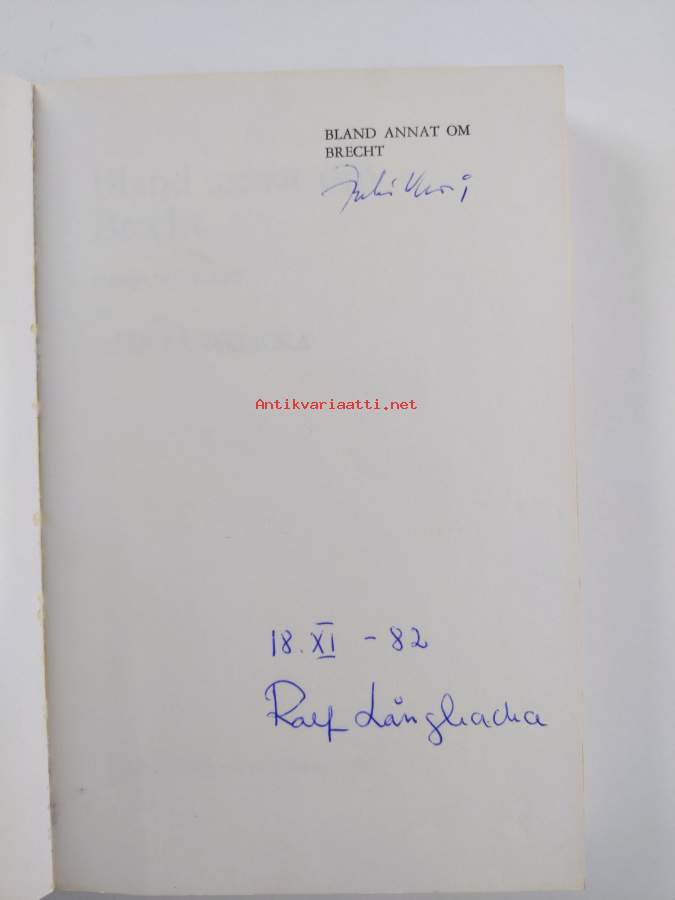 BLAND ANNAT OM
BRECHT
Antikvariaatti.net
18. XI - 82
Ralf Långbacka